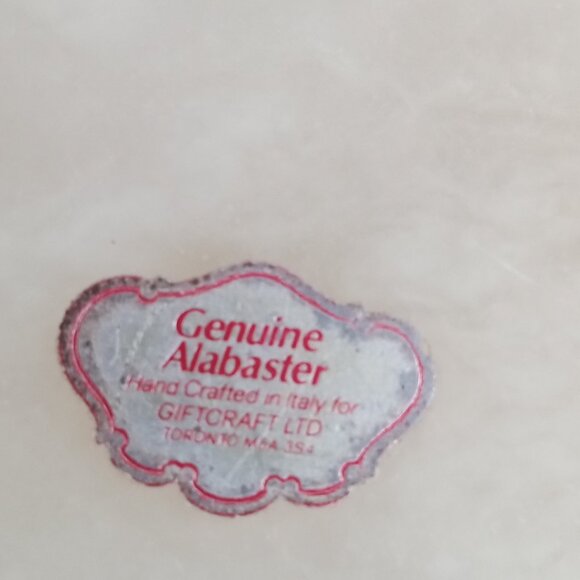 Genuine
Alabaster
Hand Crafted in Italy for
GIFTCRAFT LTD
TORONTO